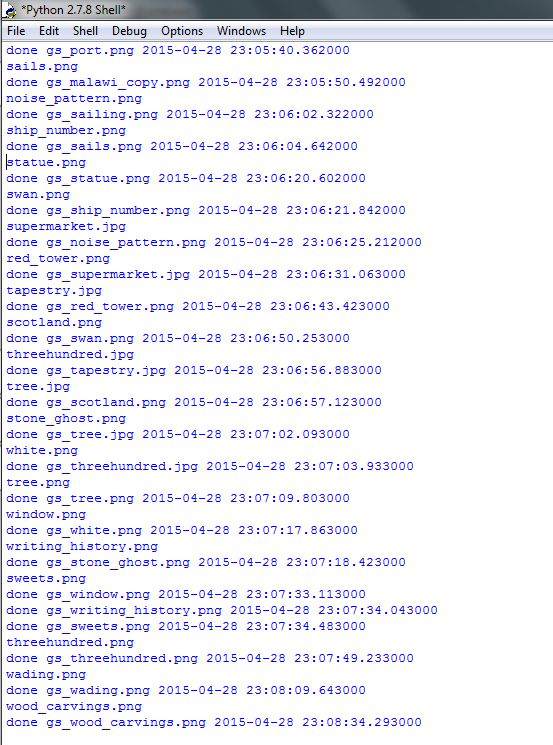 *Python 2.7.8 Shell*
File Edit Shell Debug Options Windows Help
done gs_port.png 2015-04-28 23:05:40.362000
sails.png
done gs_malawi_copy.png 2015-04-28 23:05:50.492000
noise_pattern.png
done gs_sailing.png 2015-04-28 23:06:02.322000
ship_number.png
done gs_sails.png 2015-04-28 23:06:04.642000
statue.png
done gs_statue.png 2015-04-28 23:06:20.602000
swan.png
done gs_ship_number.png 2015-04-28 23:06:21.842000
supermarket.jpg
done gs_noise_pattern.png 2015-04-28 23:06:25.212000
red_tower.png
done gs_supermarket.jpg 2015-04-28 23:06:31.063000
tapestry.jpg
done gs_red_tower.png 2015-04-28 23:06:43.423000
scotland.png
done gs_swan.png 2015-04-28 23:06:50.253000
threehundred.jpg
done gs_tapestry.jpg 2015-04-28 23:06:56.883000
tree.jpg
done gs_scotland.png 2015-04-28 23:06:57.123000
stone_ghost.png
done gs_tree.jpg 2015-04-28 23:07:02.093000
white.png
done gs_threehundred.jpg 2015-04-28 23:07:03.933000
tree.png
done gs_tree.png 2015-04-28 23:07:09.803000
window.png
done gs_white.png 2015-04-28 23:07:17.863000
writing_history.png
done gs_stone_ghost.png 2015-04-28 23:07:18.423000
sweets.png
done gs_window.png 2015-04-28 23:07:33.113000
done gs_writing_history.png 2015-04-28 23:07:34.043000
done gs_sweets.png 2015-04-28 23:07:34.483000
threehundred.png
done gs_threehundred.png 2015-04-28 23:07:49.233000
wading.png
done gs_wading.png 2015-04-28 23:08:09.643000
wood_carvings.png
done gs_wood_carvings.png 2015-04-28 23:08:34.293000